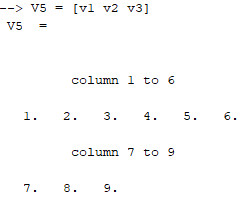 --> V5 = [v1 v2 v3]
V5  =
column 1 to 6
1.   2.   3.   4.   5.   6.
column 7 to 9
7.   8.   9.